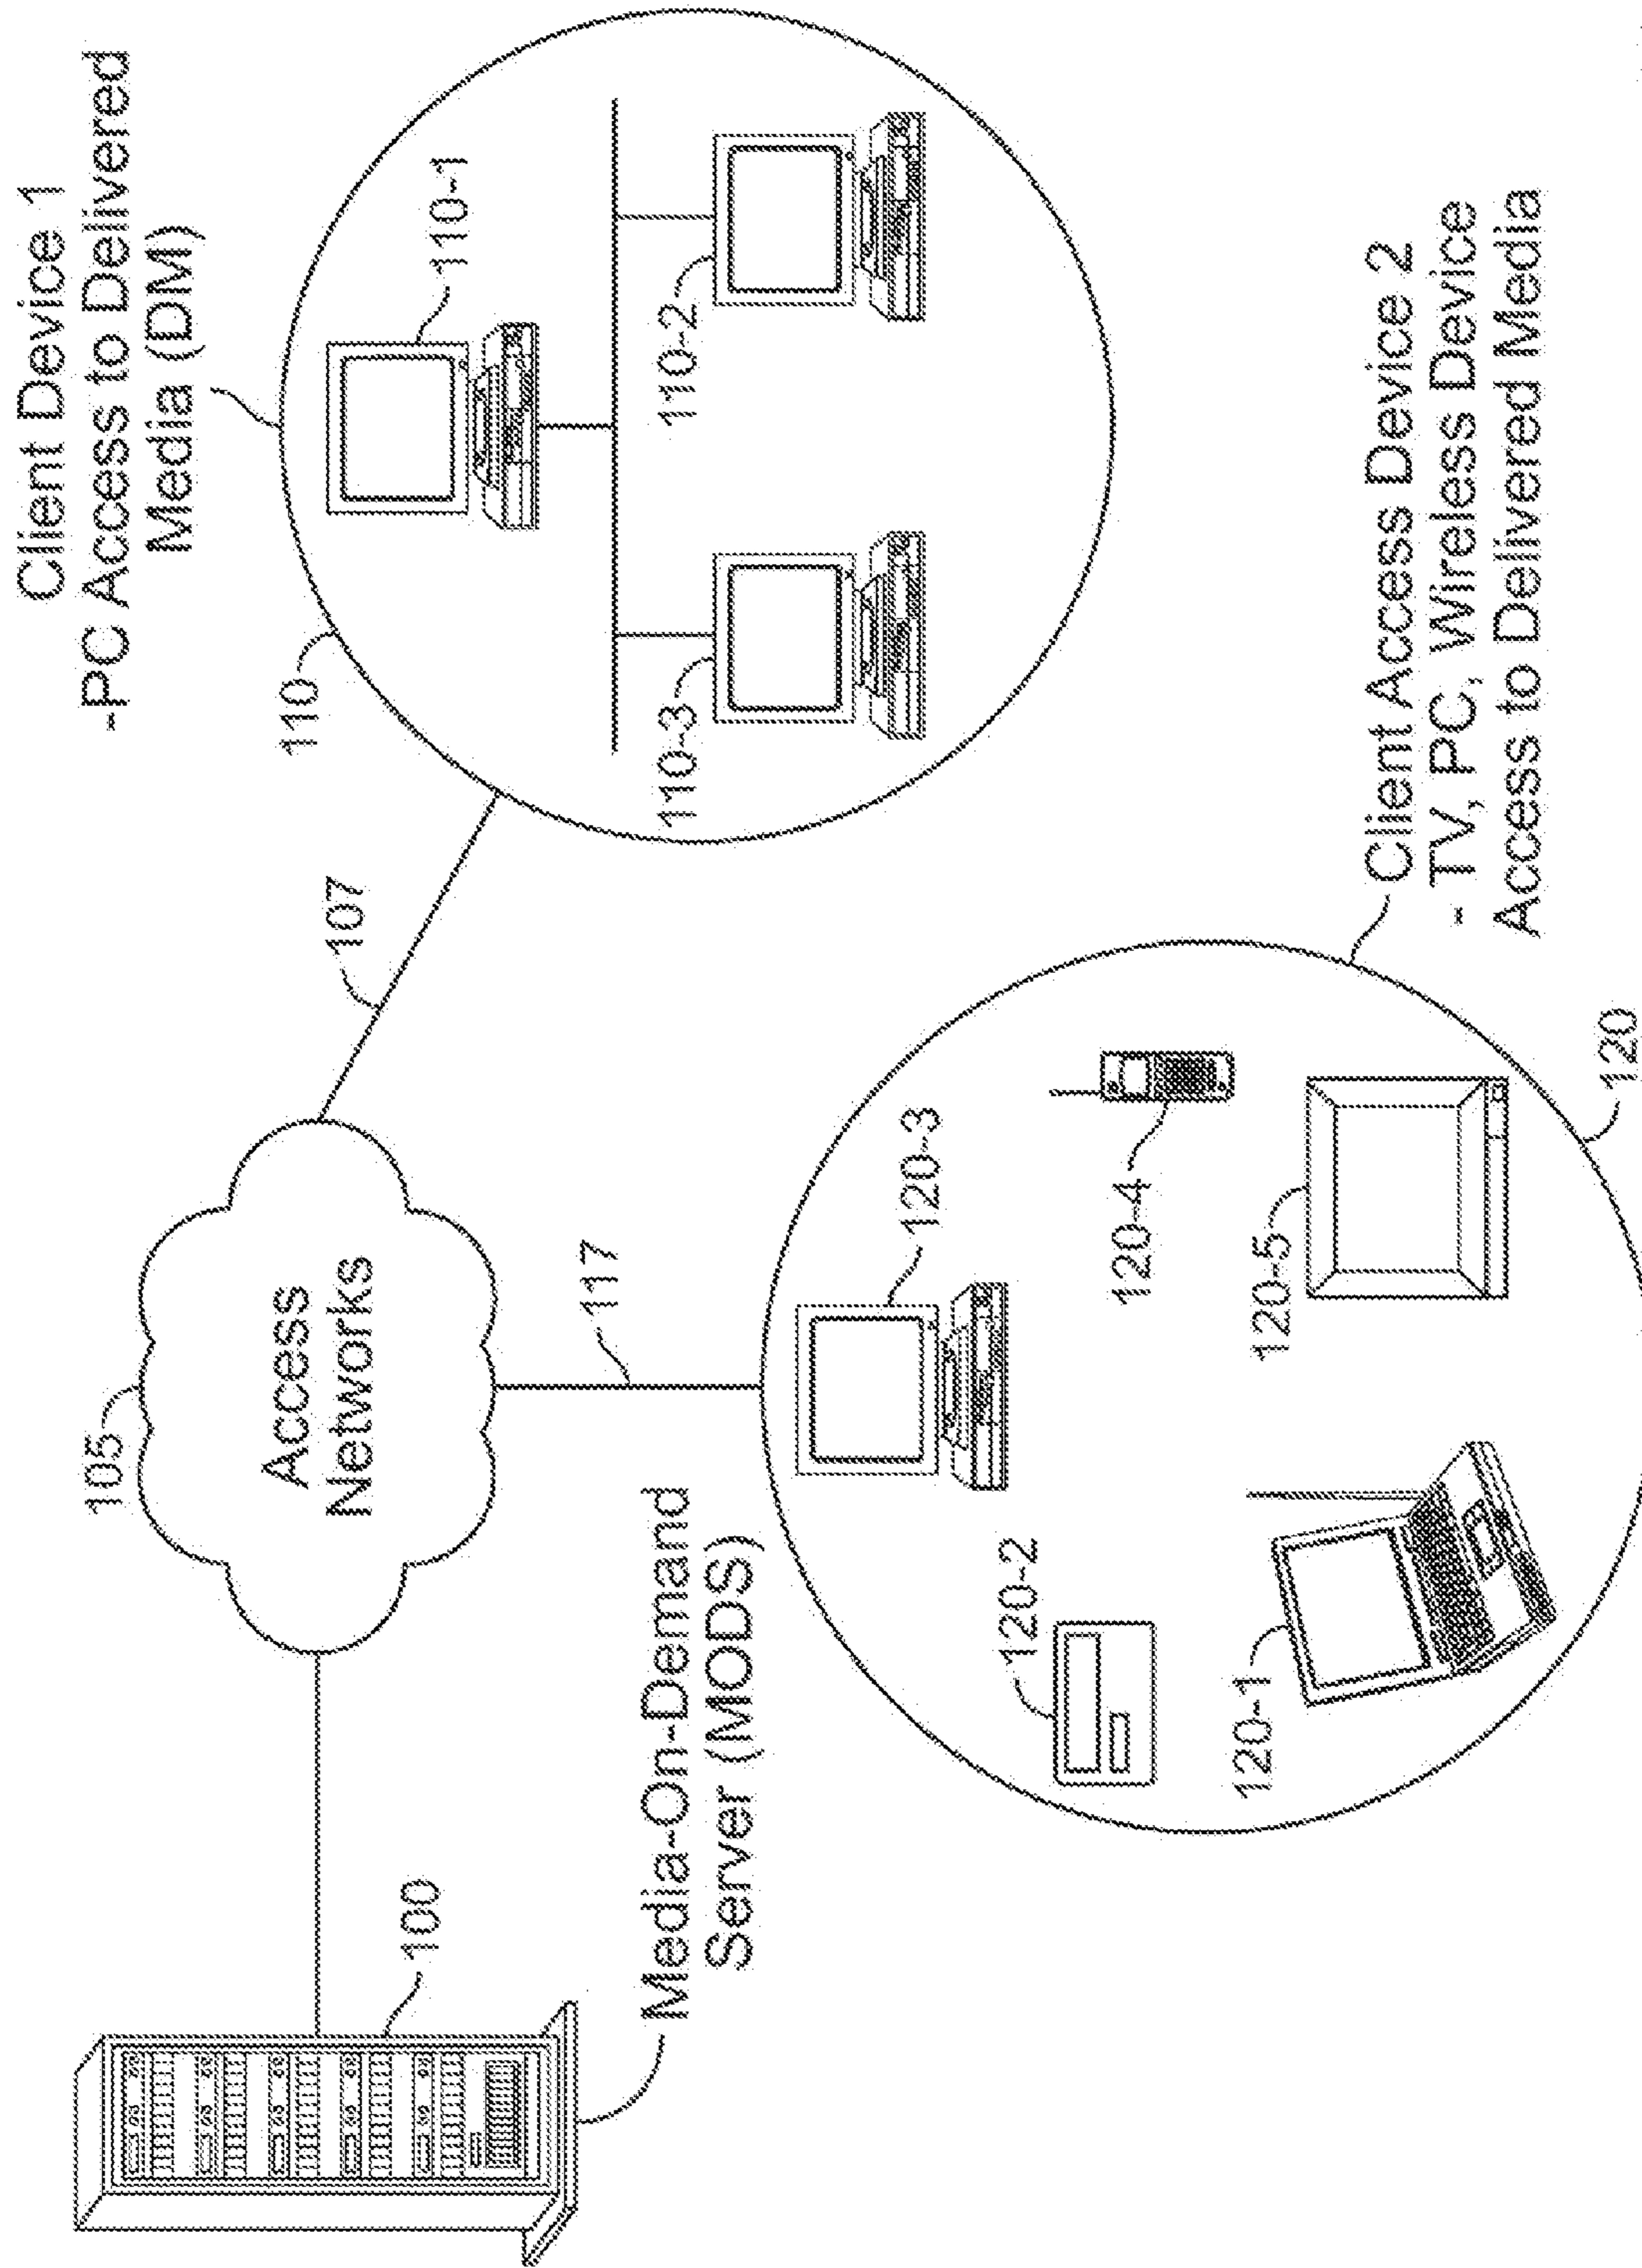 Client Device 1
-PC Access to Delivered
Media (DM)
110
110-1
110-2
110-3
107
105
Access
Networks
117
100
Media-On-Demand
Server (MODS)
120-3
120-2
120-4
120-1
120-5
120
Client Access Device 2
- TV, PC, Wireless Device
Access to Delivered Media